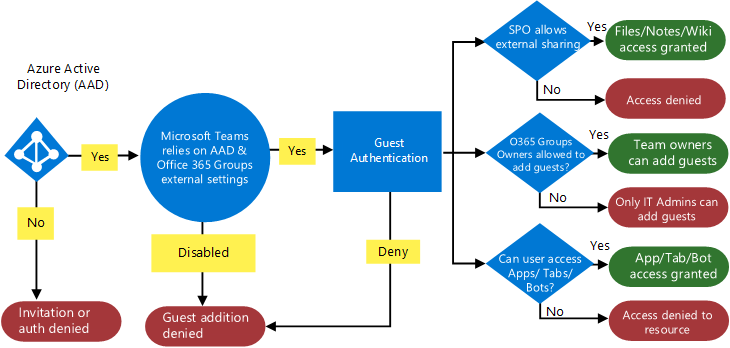 Azure Active
Directory (AAD)
Yes
No
Invitation or
auth denied
Microsoft Teams
relies on AAD &
Office 365 Groups
external settings
Yes
Disabled
Guest addition
denied
Guest
Authentication
Deny
SPO allows
external sharing
Yes
Files/Notes/Wiki
access granted
No
Access denied
O365 Groups
Owners allowed to
add guests?
Yes
Team owners
can add guests
No
Only IT Admins can
add guests
Can user access
Apps/ Tabs/
Bots?
Yes
App/Tab/Bot
access granted
No
Access denied to
resource